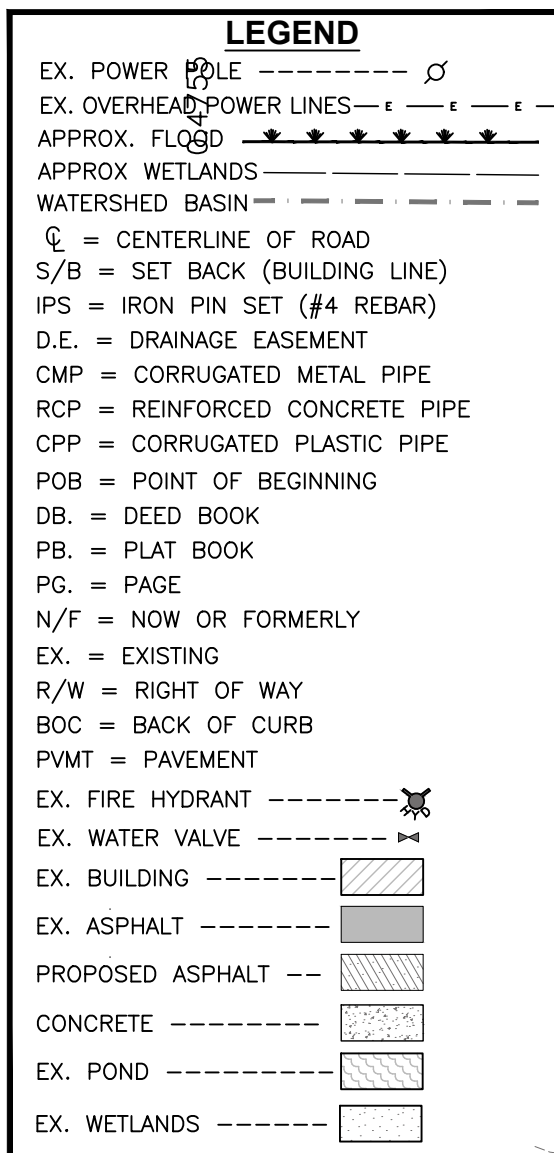 LEGEND
EX. POWER POLE
EX. OVERHEAD POWER LINES E E E
APPROX. FLOOD
APPROX WETLANDS
WATERSHED BASIN
℄ = CENTERLINE OF ROAD
S/B = SET BACK (BUILDING LINE)
IPS = IRON PIN SET (#4 REBAR)
D.E. = DRAINAGE EASEMENT
CMP = CORRUGATED METAL PIPE
RCP = REINFORCED CONCRETE PIPE
CPP = CORRUGATED PLASTIC PIPE
POB = POINT OF BEGINNING
DB. = DEED BOOK
PB. = PLAT BOOK
PG. = PAGE
N/F = NOW OR FORMERLY
EX. = EXISTING
R/W = RIGHT OF WAY
BOC = BACK OF CURB
PVMT = PAVEMENT
EX. FIRE HYDRANT
EX. WATER VALVE
EX. BUILDING
EX. ASPHALT
PROPOSED ASPHALT
CONCRETE
EX. POND
EX. WETLANDS